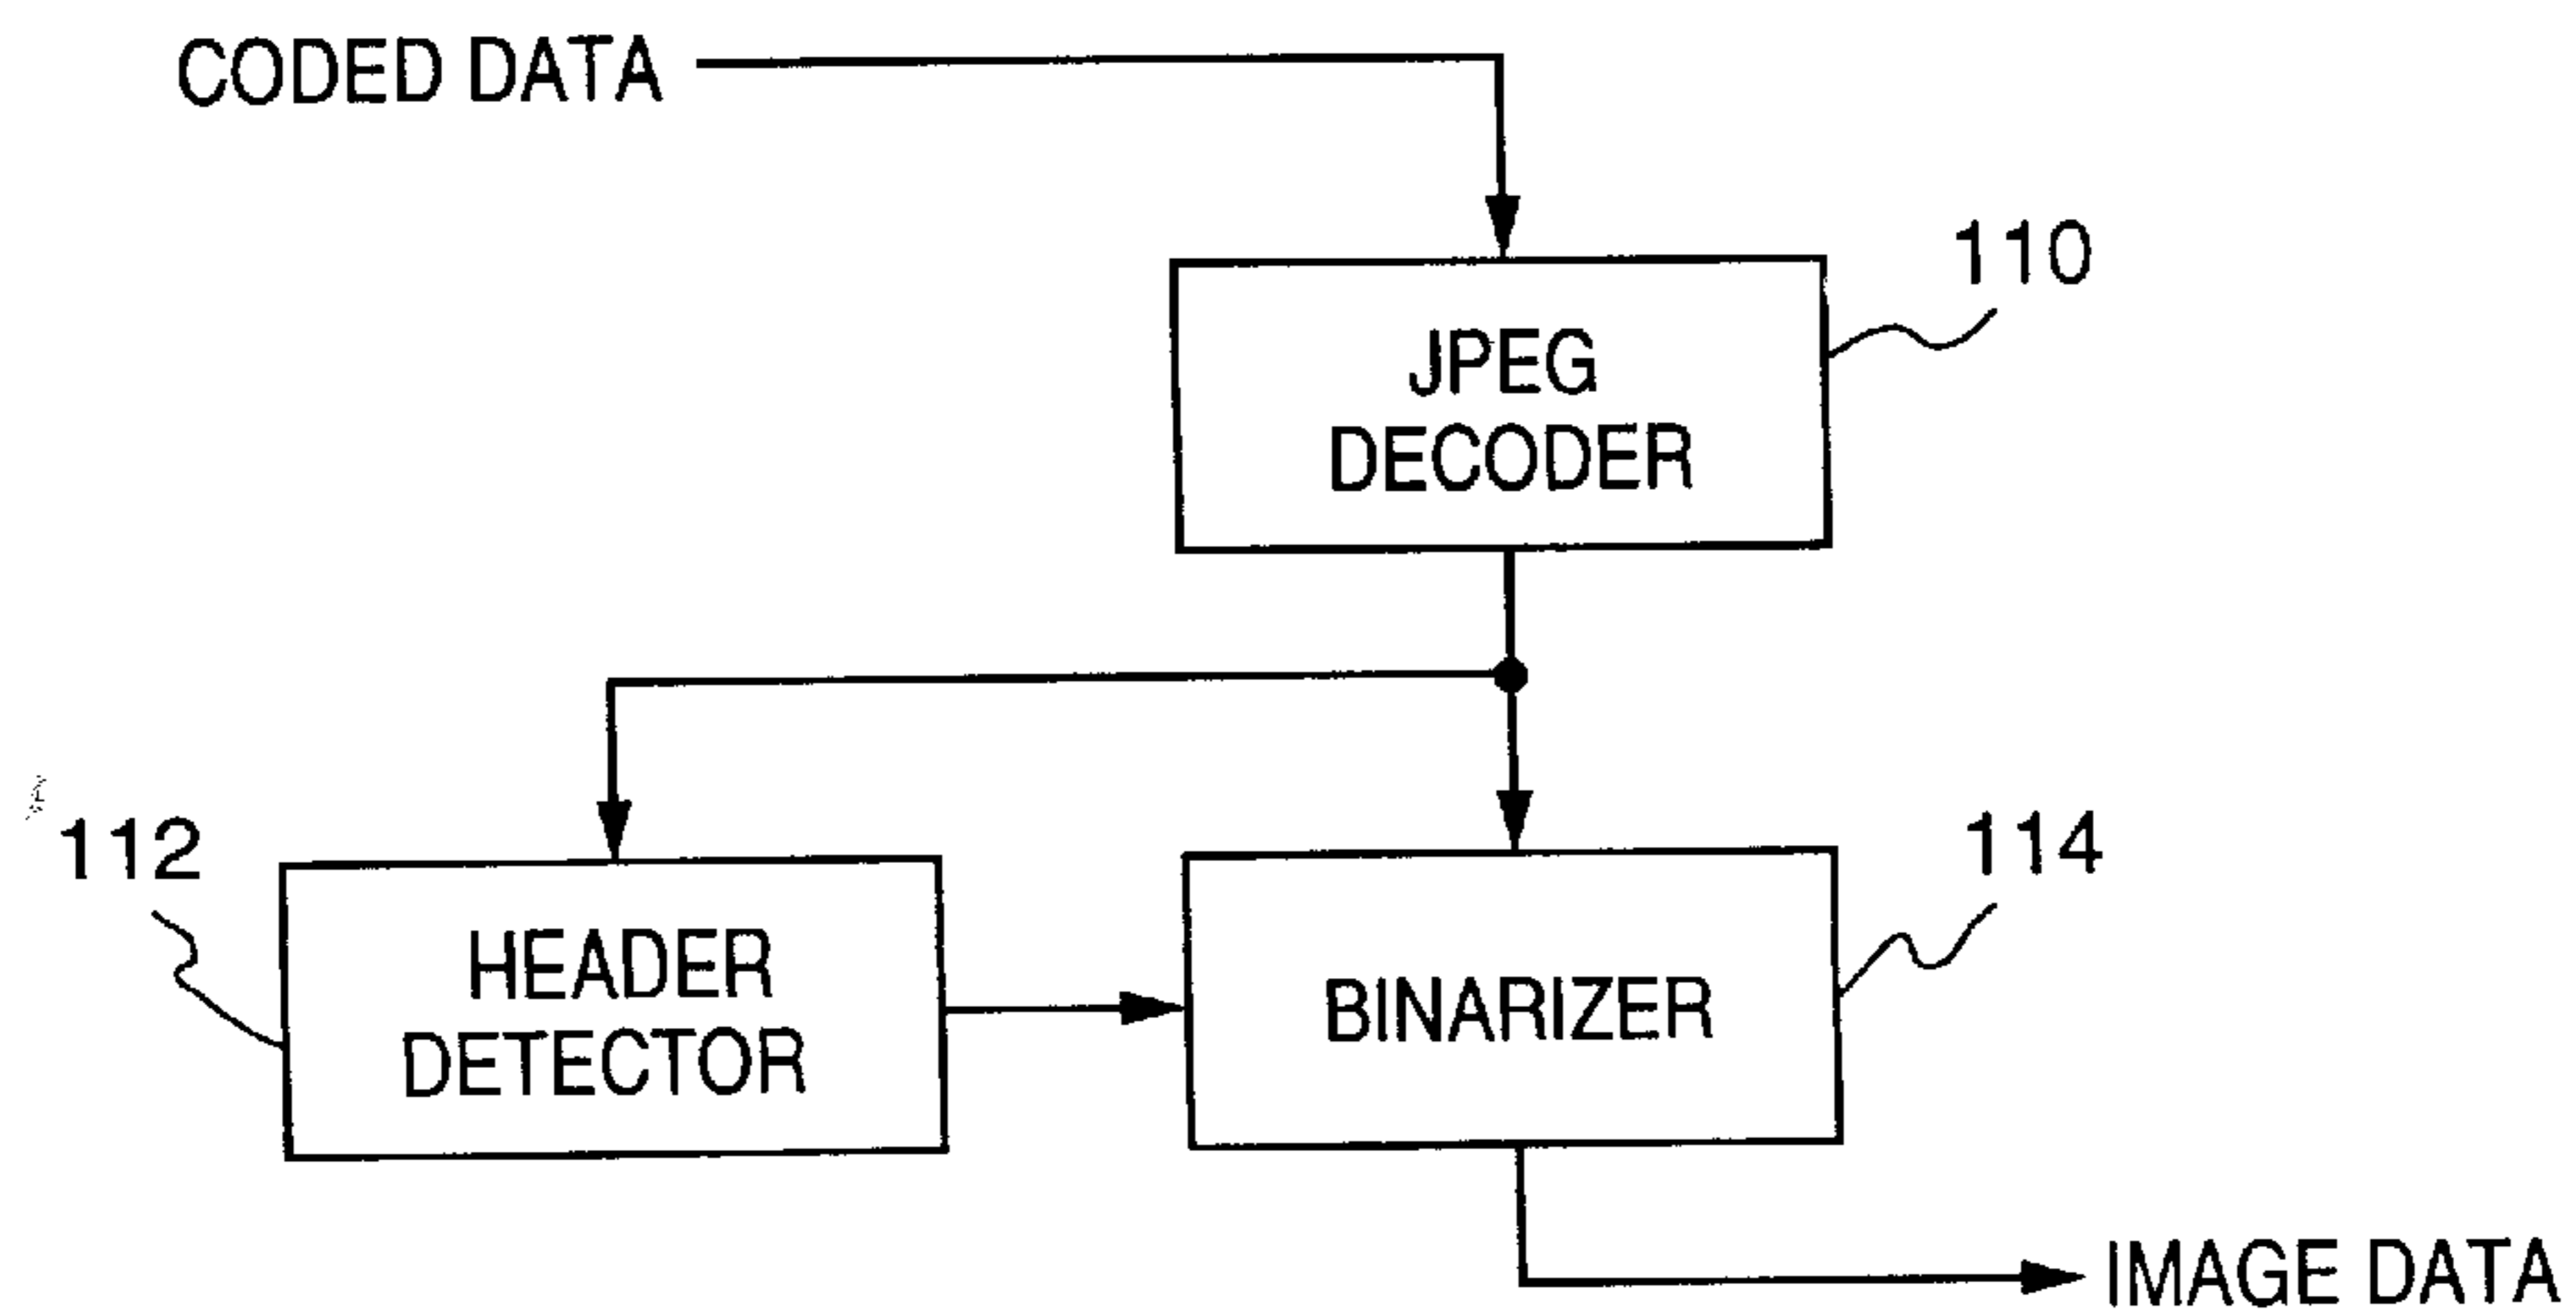 CODED DATA
110
JPEG
DECODER
112
114
HEADER
DETECTOR
BINARIZER
IMAGE DATA